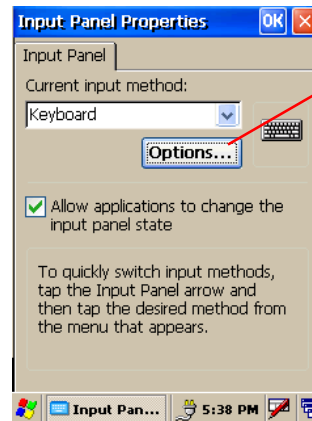 Input Panel Properties OK
Input Panel
Current input method:
Keyboard
Options...
Allow applications to change the
input panel state
To quickly switch input methods,
tap the Input Panel arrow and
then tap the desired method from
the menu that appears.
Input Pan... 5:38 PM